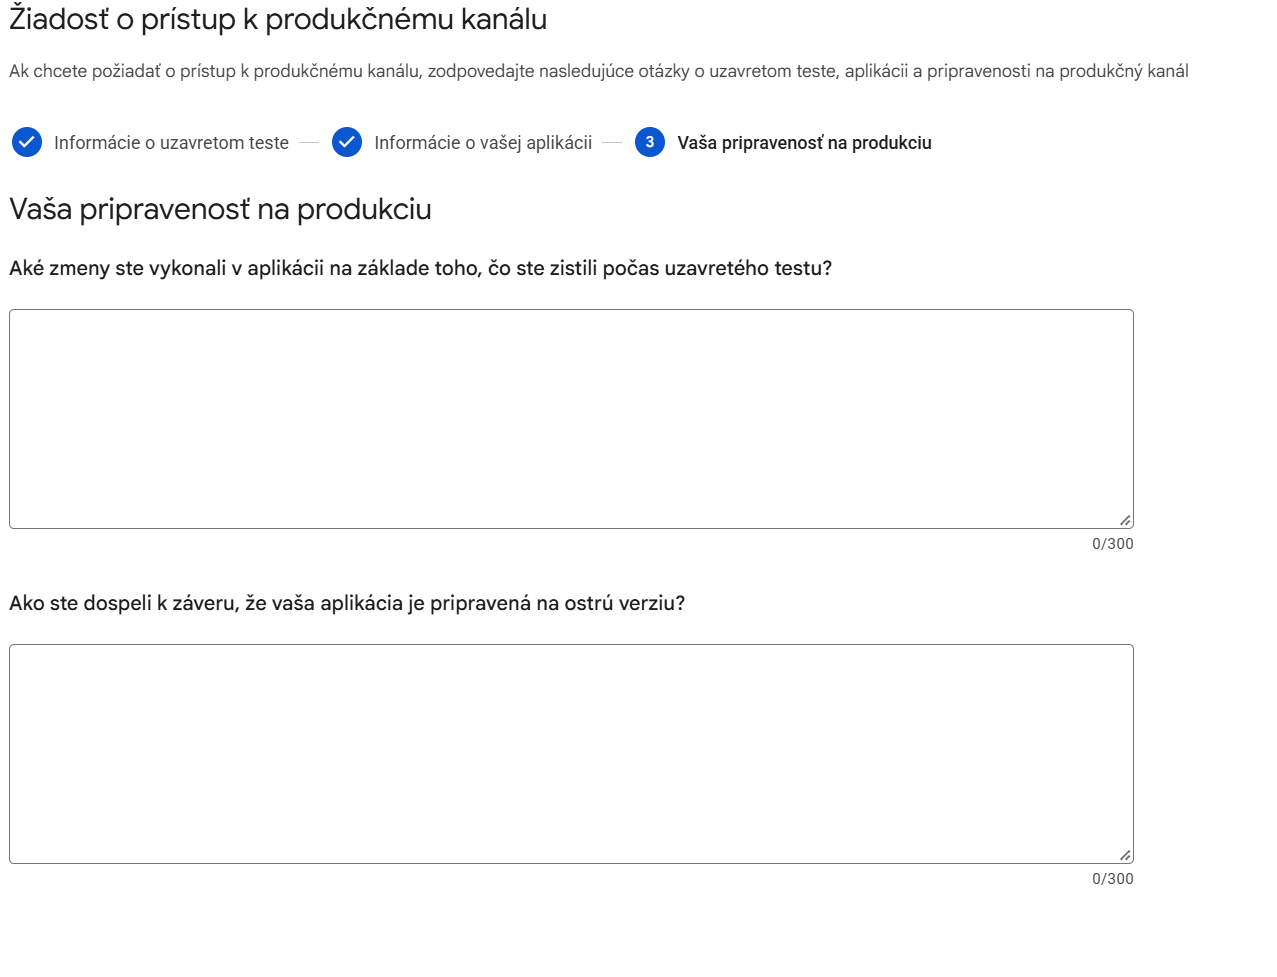 Žiadosť o prístup k produkčnému kanálu
Ak chcete požiadať o prístup k produkčnému kanálu, zodpovedajte nasledujúce otázky o uzavretom teste, aplikácii a pripravenosti na produkčný kanál
Informácie o uzavretom teste
Informácie o vašej aplikácii
3 Vaša pripravenosť na produkciu
Vaša pripravenosť na produkciu
Aké zmeny ste vykonali v aplikácii na základe toho, čo ste zistili počas uzavretého testu?
0/300
Ako ste dospeli k záveru, že vaša aplikácia je pripravená na ostrú verziu?
0/300